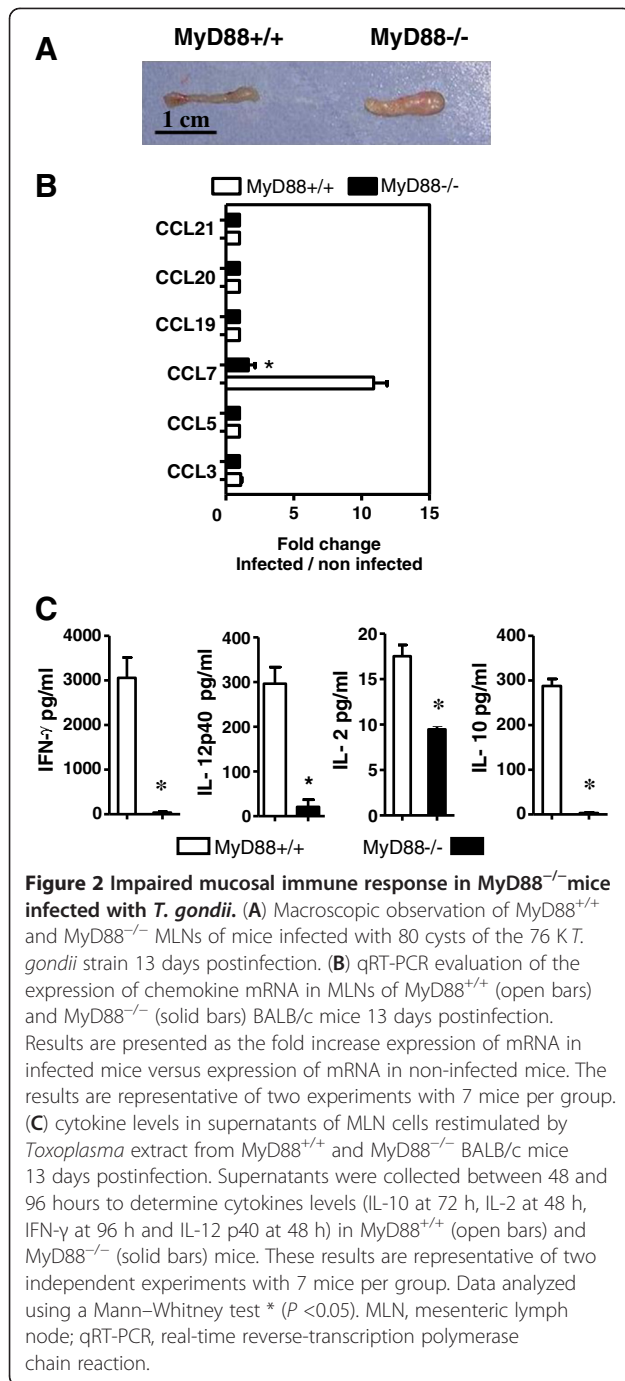 MyD88+/+ MyD88-/-
A
1 cm
B
MyD88+/+ MyD88-/-
CCL21
CCL20
CCL19
CCL7 *
CCL5
CCL3
0 5 10 15
Fold change
Infected / non infected
C
IFN-γ pg/ml
4000
3000
2000
1000
0
*
IL- 12p40 pg/ml
400
300
200
100
0
*
IL- 2 pg/ml
20
15
10
5
0
*
IL- 10 pg/ml
400
300
200
100
0
*
MyD88+/+ MyD88-/-
Figure 2 Impaired mucosal immune response in MyD88−/−mice
infected with T. gondii. (A) Macroscopic observation of MyD88+/+
and MyD88−/− MLNs of mice infected with 80 cysts of the 76 K T.
gondii strain 13 days postinfection. (B) qRT-PCR evaluation of the
expression of chemokine mRNA in MLNs of MyD88+/+ (open bars)
and MyD88−/− (solid bars) BALB/c mice 13 days postinfection.
Results are presented as the fold increase expression of mRNA in
infected mice versus expression of mRNA in non-infected mice. The
results are representative of two experiments with 7 mice per group.
(C) cytokine levels in supernatants of MLN cells restimulated by
Toxoplasma extract from MyD88+/+ and MyD88−/− BALB/c mice
13 days postinfection. Supernatants were collected between 48 and
96 hours to determine cytokines levels (IL-10 at 72 h, IL-2 at 48 h,
IFN-γ at 96 h and IL-12 p40 at 48 h) in MyD88+/+ (open bars) and
MyD88−/− (solid bars) mice. These results are representative of two
independent experiments with 7 mice per group. Data analyzed
using a Mann–Whitney test * (P <0.05). MLN, mesenteric lymph
node; qRT-PCR, real-time reverse-transcription polymerase
chain reaction.